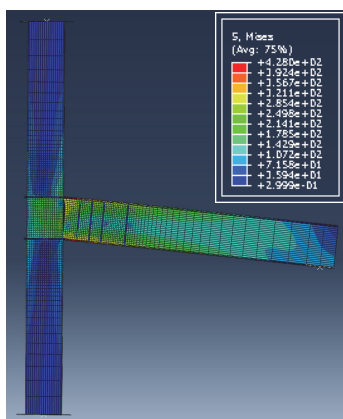 S, Mises
(Avg: 75%)
+4.280e+02
+3.924e+02
+3.567e+02
+3.211e+02
+2.854e+02
+2.498e+02
+2.141e+02
+1.785e+02
+1.429e+02
+1.072e+02
+7.158e+01
+3.594e+01
+2.999e-01